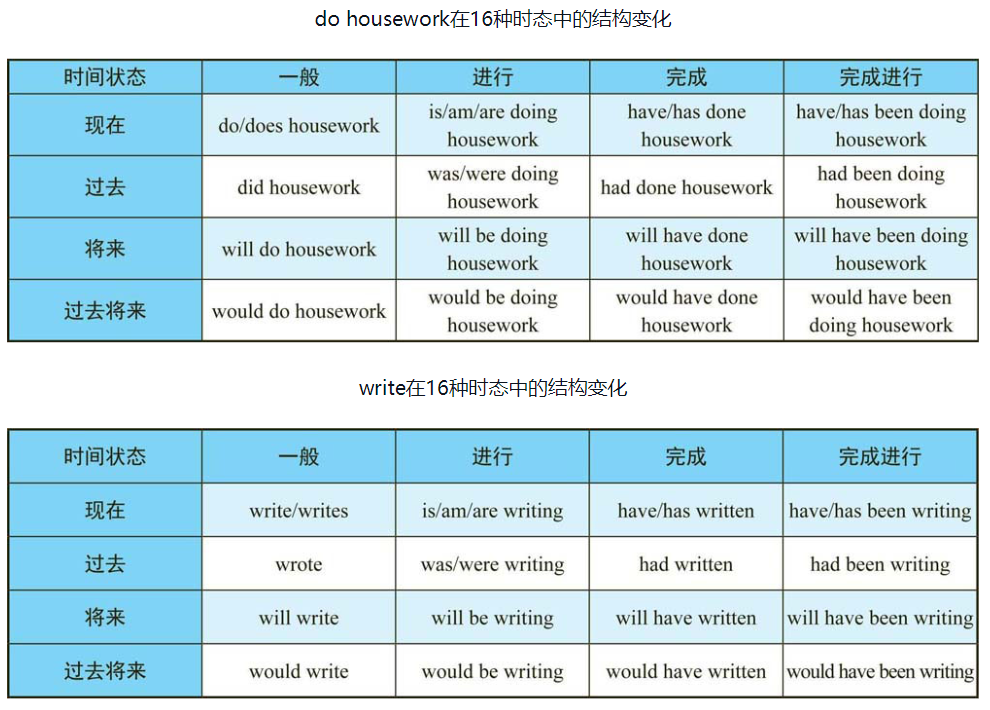 do housework在16种时态中的结构变化
时间状态 一般 进行 完成 完成进行
现在 do/does housework is/am/are doing housework have/has done housework have/has been doing housework
过去 did housework was/were doing housework had done housework had been doing housework
将来 will do housework will be doing housework will have done housework will have been doing housework
过去将来 would do housework would be doing housework would have done housework would have been doing housework
write在16种时态中的结构变化
时间状态 一般 进行 完成 完成进行
现在 write/writes is/am/are writing have/has written have/has been writing
过去 wrote was/were writing had written had been writing
将来 will write will be writing will have written will have been writing
过去将来 would write would be writing would have written would have been writing